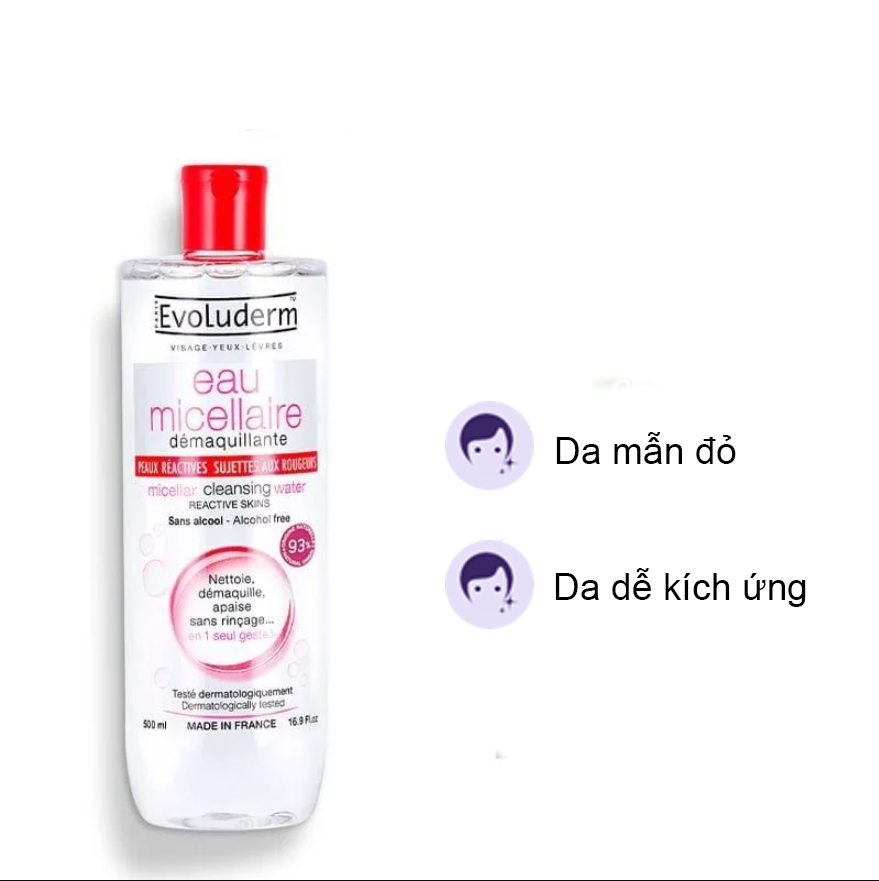 PARIS
Evoluderm™
VISAGE-YEUX-LÈVRES
eau
micellaire
démaquillante
PEAUX RÉACTIVES SUJETTES AUX ROUGEURS
micellar cleansing water
REACTIVE SKINS
Sans alcool - Alcohol free
93%
Nettoie,
démaquille,
apaise
sans rinçage...
en 1 seul geste!
Testé dermatologiquement
Dermatologically tested
500 ml MADE IN FRANCE 16.9 Fl.oz
Da mẫn đỏ
Da dễ kích ứng